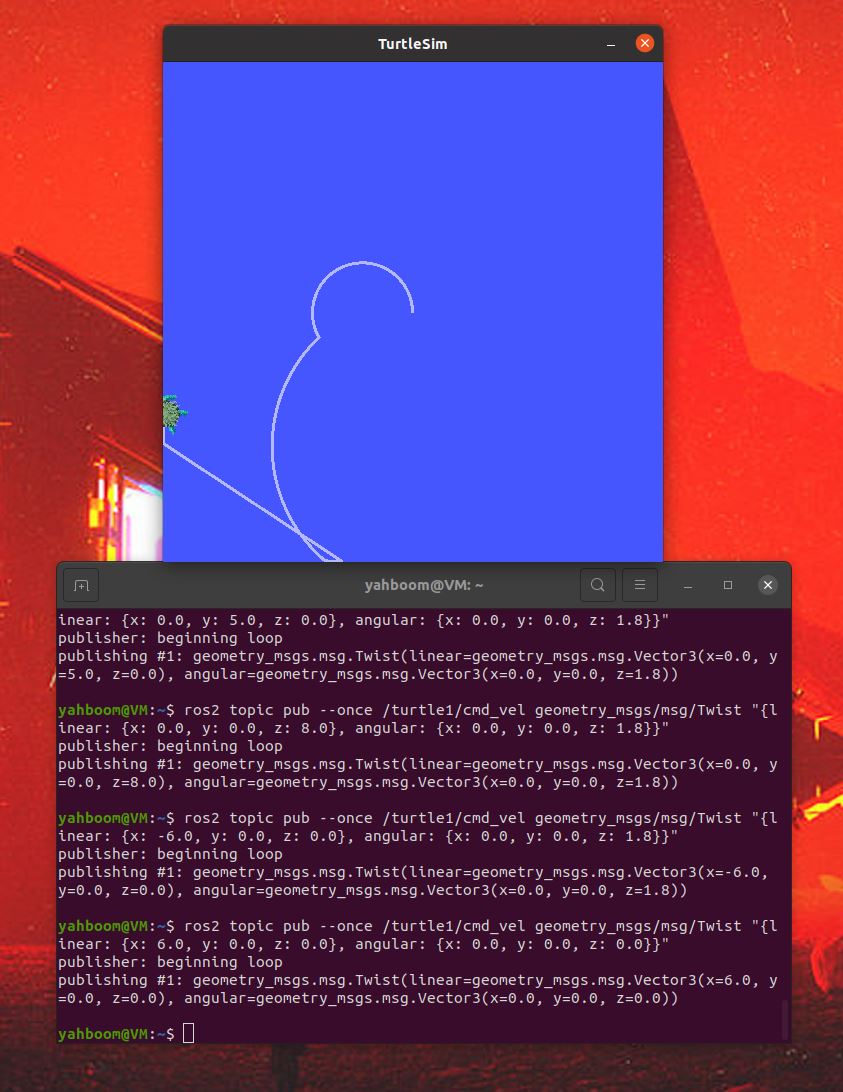 TurtleSim
yahboom@VM: ~
inear: {x: 0.0, y: 5.0, z: 0.0}, angular: {x: 0.0, y: 0.0, z: 1.8}}"
publisher: beginning loop
publishing #1: geometry_msgs.msg.Twist(linear=geometry_msgs.msg.Vector3(x=0.0, y
=5.0, z=0.0), angular=geometry_msgs.msg.Vector3(x=0.0, y=0.0, z=1.8))
yahboom@VM:~$ ros2 topic pub --once /turtle1/cmd_vel geometry_msgs/msg/Twist "{l
inear: {x: 0.0, y: 0.0, z: 8.0}, angular: {x: 0.0, y: 0.0, z: 1.8}}"
publisher: beginning loop
publishing #1: geometry_msgs.msg.Twist(linear=geometry_msgs.msg.Vector3(x=0.0, y
=0.0, z=8.0), angular=geometry_msgs.msg.Vector3(x=0.0, y=0.0, z=1.8))
yahboom@VM:~$ ros2 topic pub --once /turtle1/cmd_vel geometry_msgs/msg/Twist "{l
inear: {x: -6.0, y: 0.0, z: 0.0}, angular: {x: 0.0, y: 0.0, z: 1.8}}"
publisher: beginning loop
publishing #1: geometry_msgs.msg.Twist(linear=geometry_msgs.msg.Vector3(x=-6.0,
y=0.0, z=0.0), angular=geometry_msgs.msg.Vector3(x=0.0, y=0.0, z=1.8))
yahboom@VM:~$ ros2 topic pub --once /turtle1/cmd_vel geometry_msgs/msg/Twist "{l
inear: {x: 6.0, y: 0.0, z: 0.0}, angular: {x: 0.0, y: 0.0, z: 0.0}}"
publisher: beginning loop
publishing #1: geometry_msgs.msg.Twist(linear=geometry_msgs.msg.Vector3(x=6.0, y
=0.0, z=0.0), angular=geometry_msgs.msg.Vector3(x=0.0, y=0.0, z=0.0))
yahboom@VM:~$